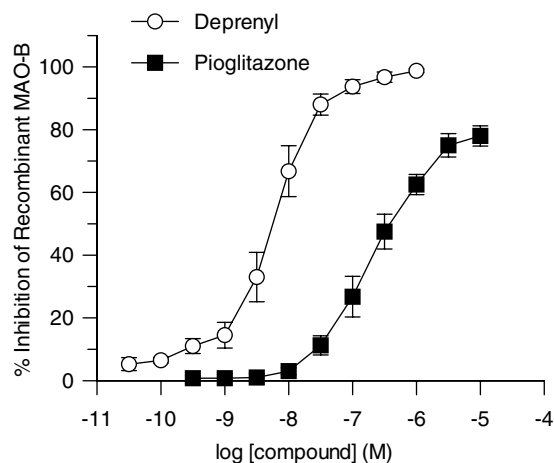 Deprenyl
Pioglitazone
% Inhibition of Recombinant MAO-B
100
80
60
40
20
0
-11 -10 -9 -8 -7 -6 -5 -4
log [compound] (M)